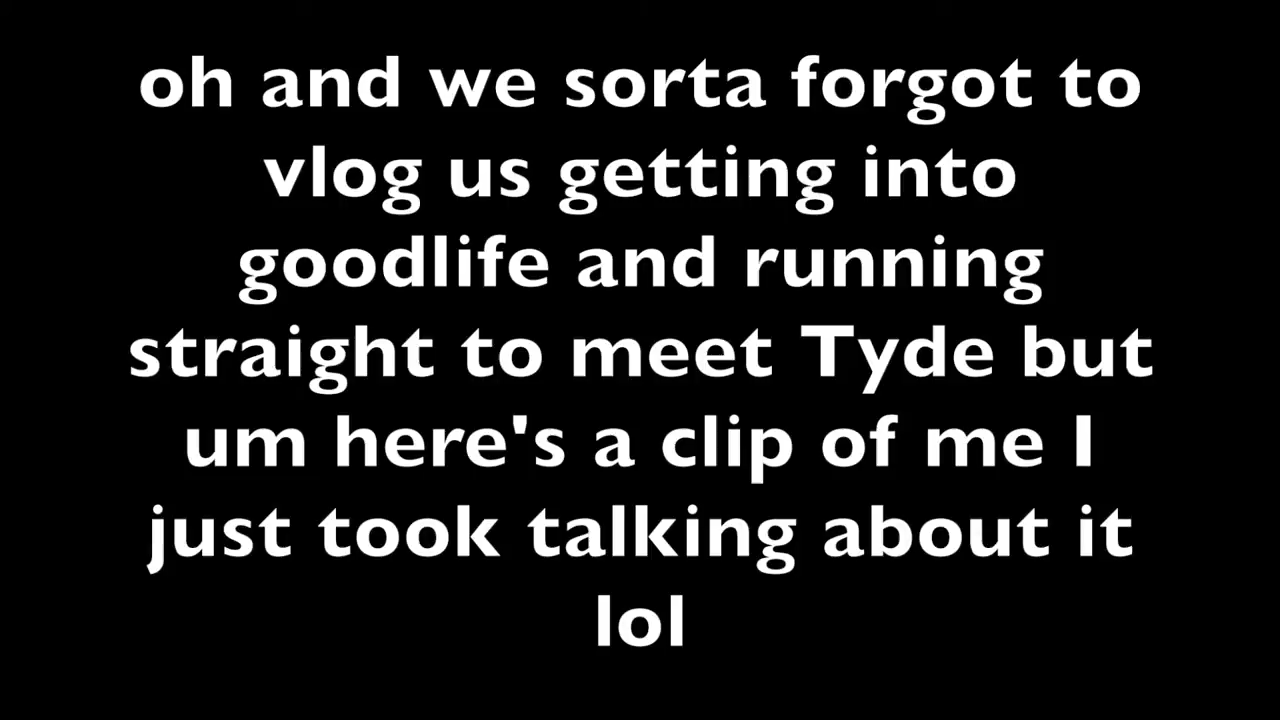 oh and we sorta forgot to
vlog us getting into
goodlife and running
straight to meet Tyde but
um here's a clip of me I
just took talking about it
lol